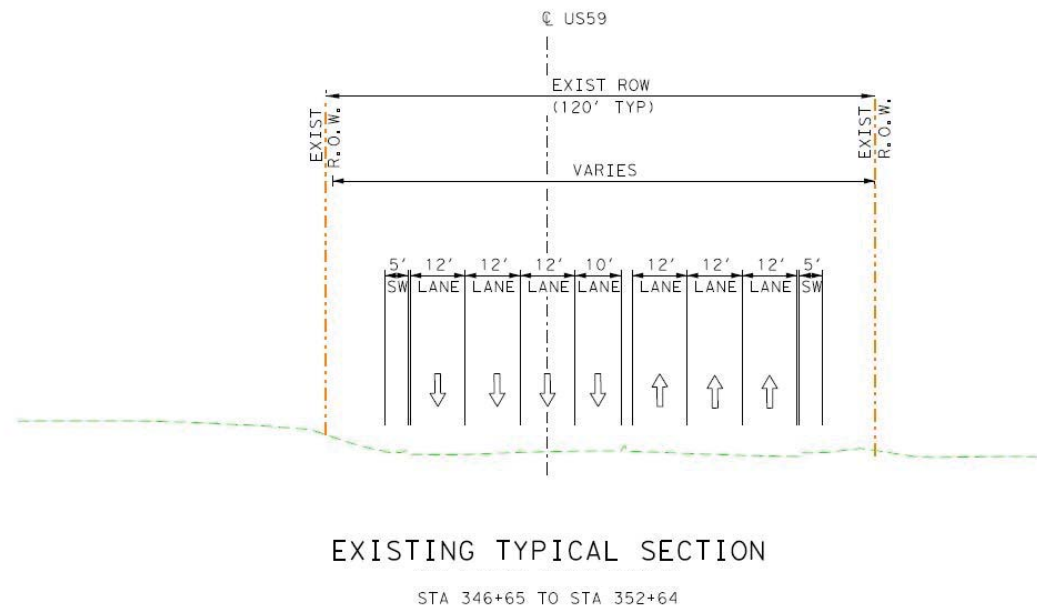 ℄ US59
EXIST ROW
(120' TYP)
EXIST
R.O.W.
EXIST
R.O.W.
VARIES
5' 12' 12' 12' 10' 12' 12' 12' 5'
SW LANE LANE LANE LANE LANE LANE LANE SW
EXISTING TYPICAL SECTION
STA 346+65 TO STA 352+64